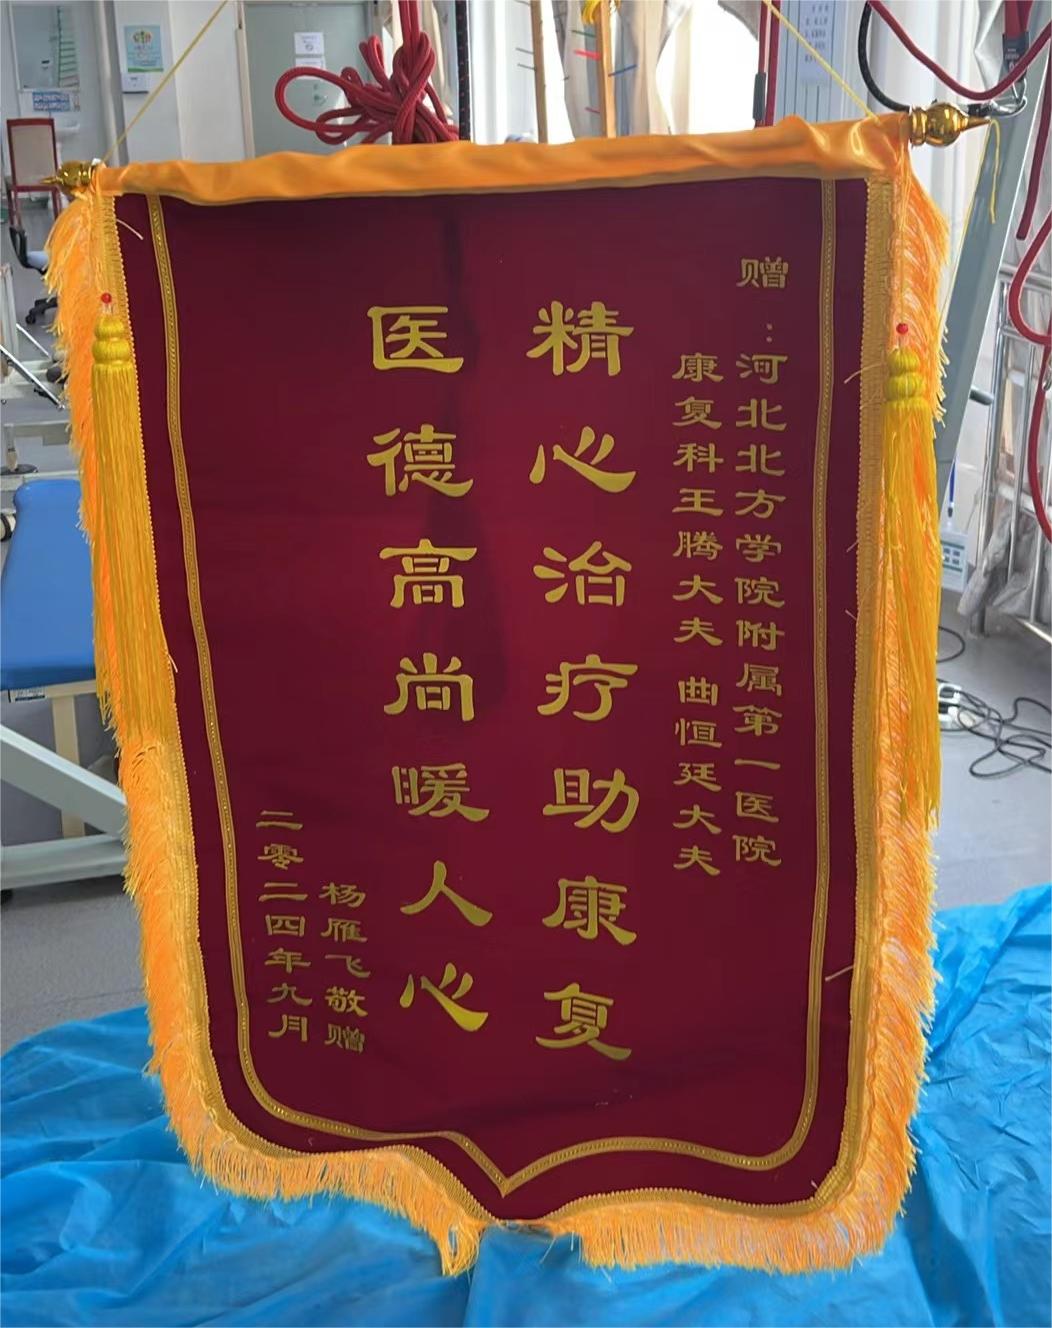 赠：河北北方学院附属第一医院
康复科王腾大夫 曲恒廷大夫
精心治疗助康复
医德高尚暖人心
杨雁飞敬赠
二零二四年九月